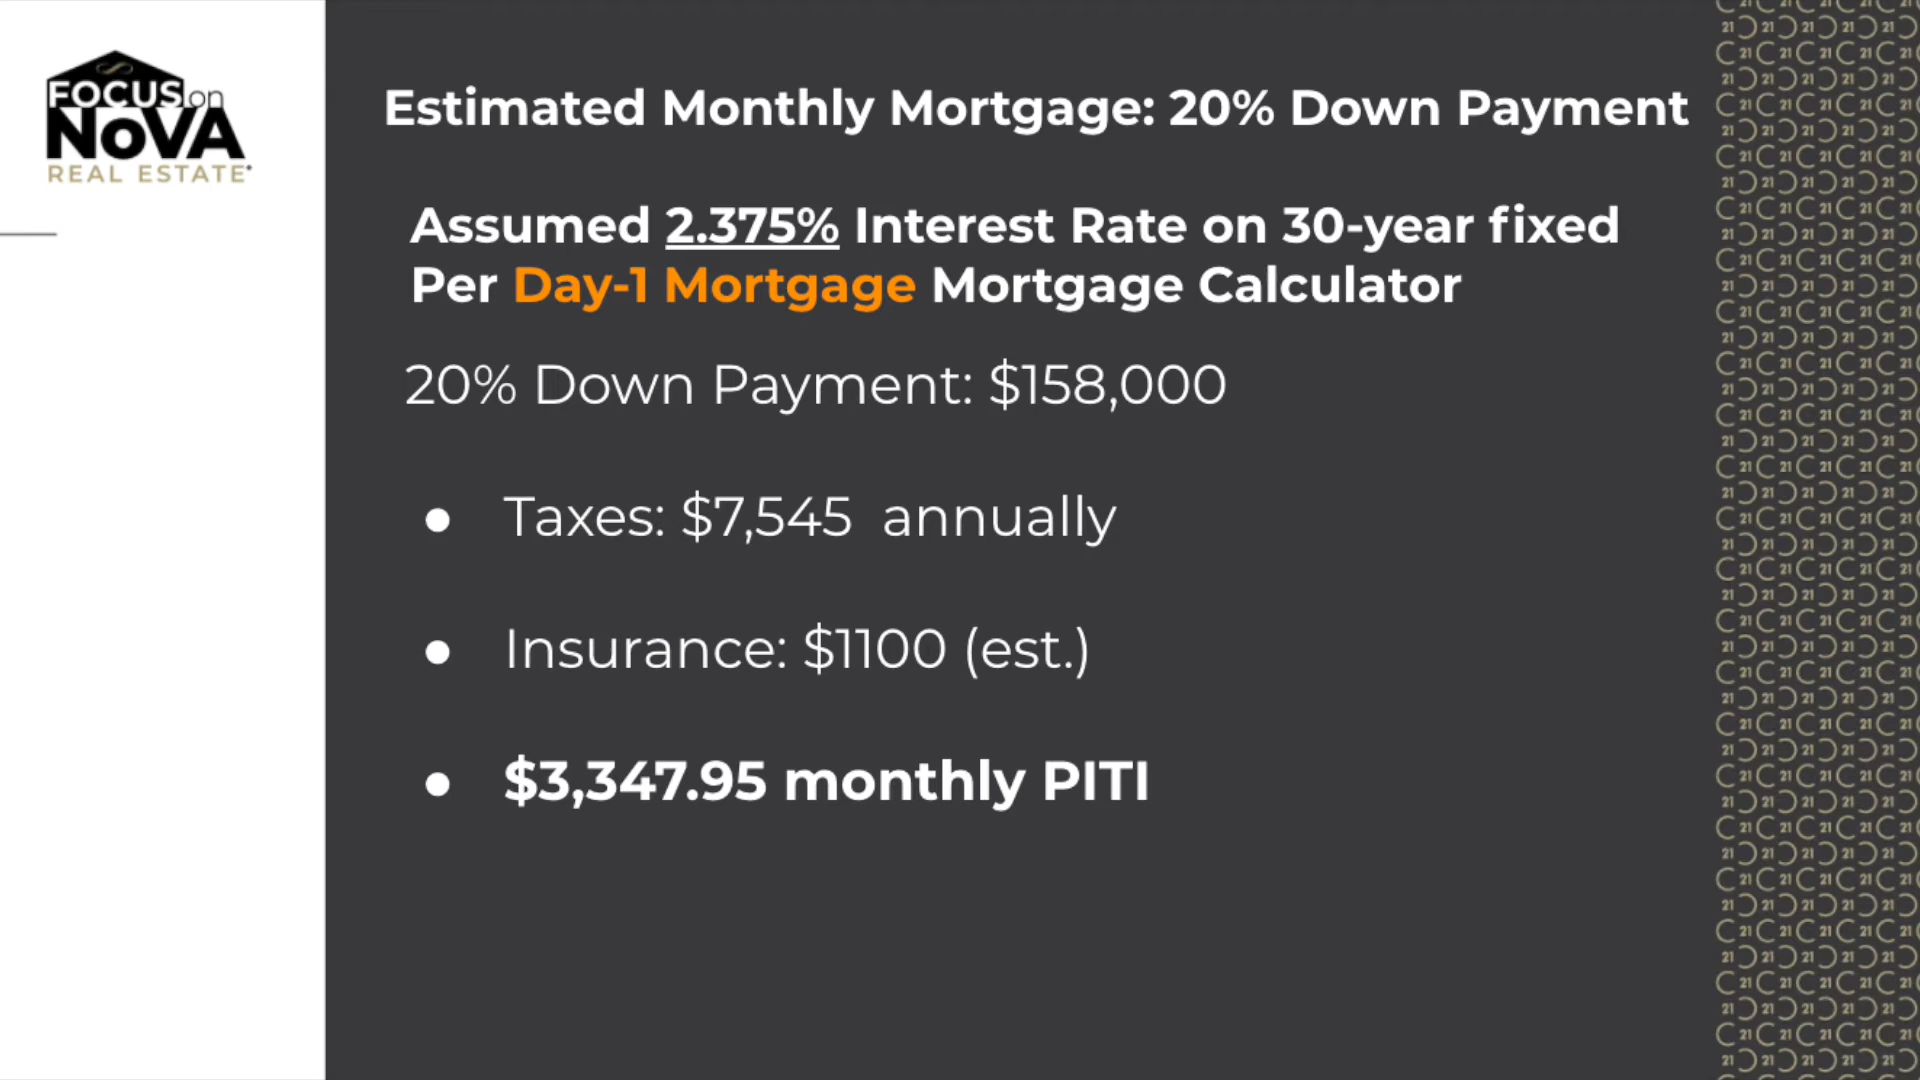 FOCUS on
NoVA
REAL ESTATE
Estimated Monthly Mortgage: 20% Down Payment
Assumed 2.375% Interest Rate on 30-year fixed
Per Day-1 Mortgage Mortgage Calculator
20% Down Payment: $158,000
● Taxes: $7,545 annually
● Insurance: $1100 (est.)
● $3,347.95 monthly PITI